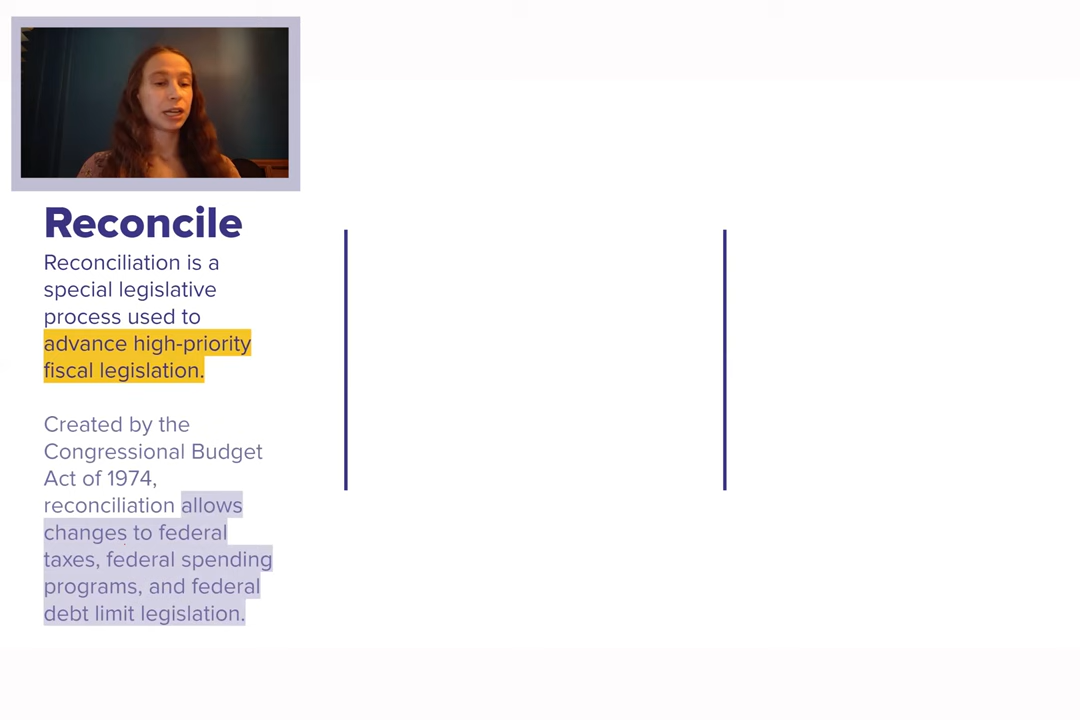 Reconcile
Reconciliation is a
special legislative
process used to
advance high-priority
fiscal legislation.
Created by the
Congressional Budget
Act of 1974,
reconciliation allows
changes to federal
taxes, federal spending
programs, and federal
debt limit legislation.